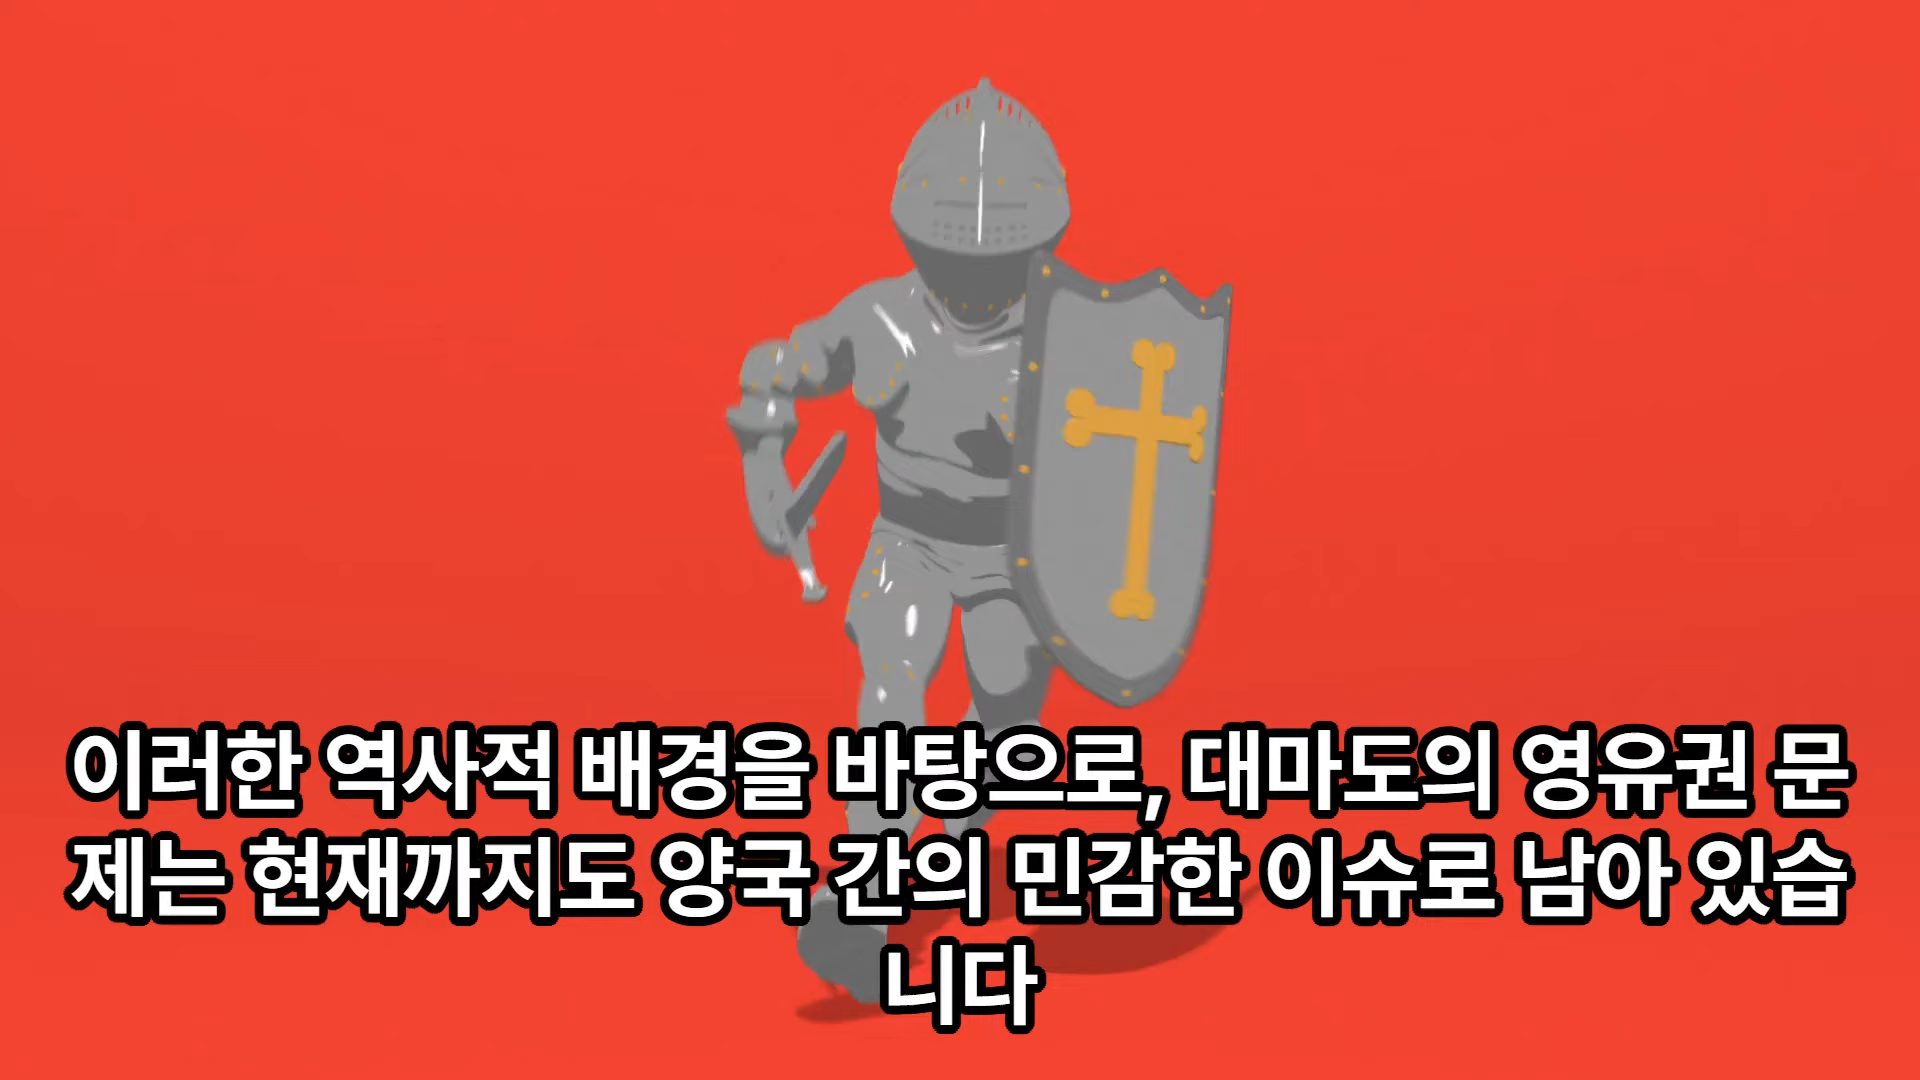 이러한 역사적 배경을 바탕으로, 대마도의 영유권 문
제는 현재까지도 양국 간의 민감한 이슈로 남아 있습
니다